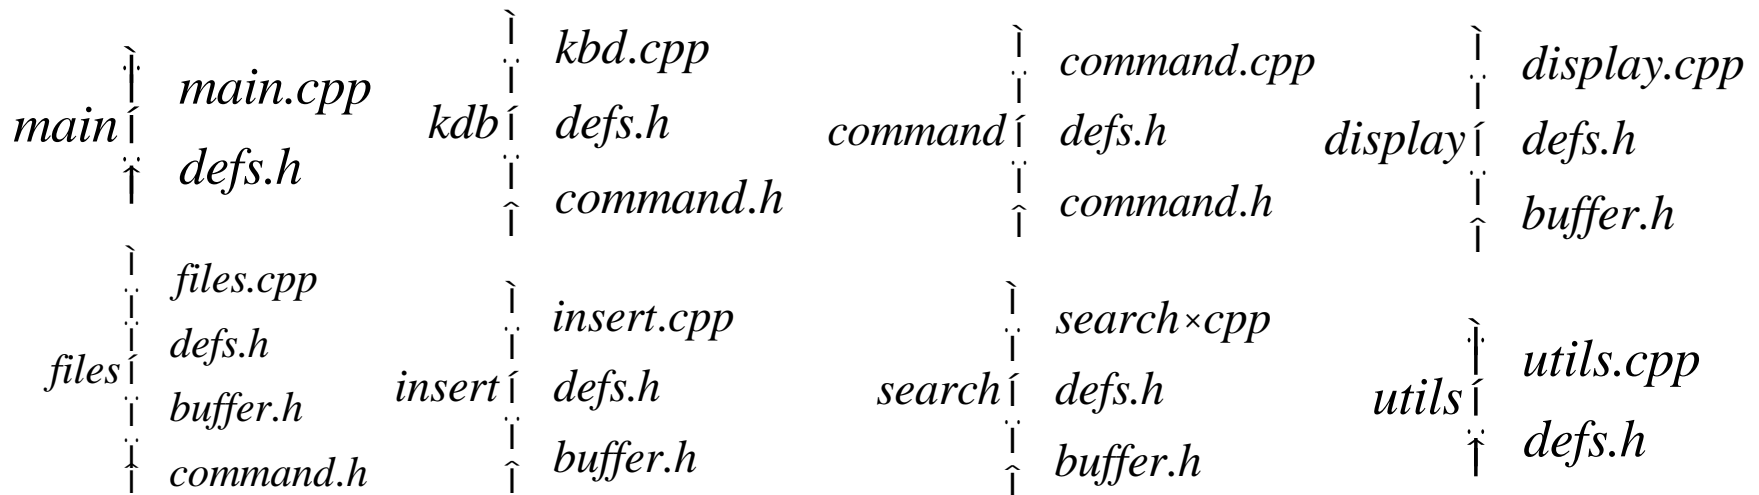 main
main.cpp
defs.h
kdb
kbd.cpp
defs.h
command.h
command
command.cpp
defs.h
command.h
display
display.cpp
defs.h
buffer.h
files
files.cpp
defs.h
buffer.h
command.h
insert
insert.cpp
defs.h
buffer.h
search
search×cpp
defs.h
buffer.h
utils
utils.cpp
defs.h